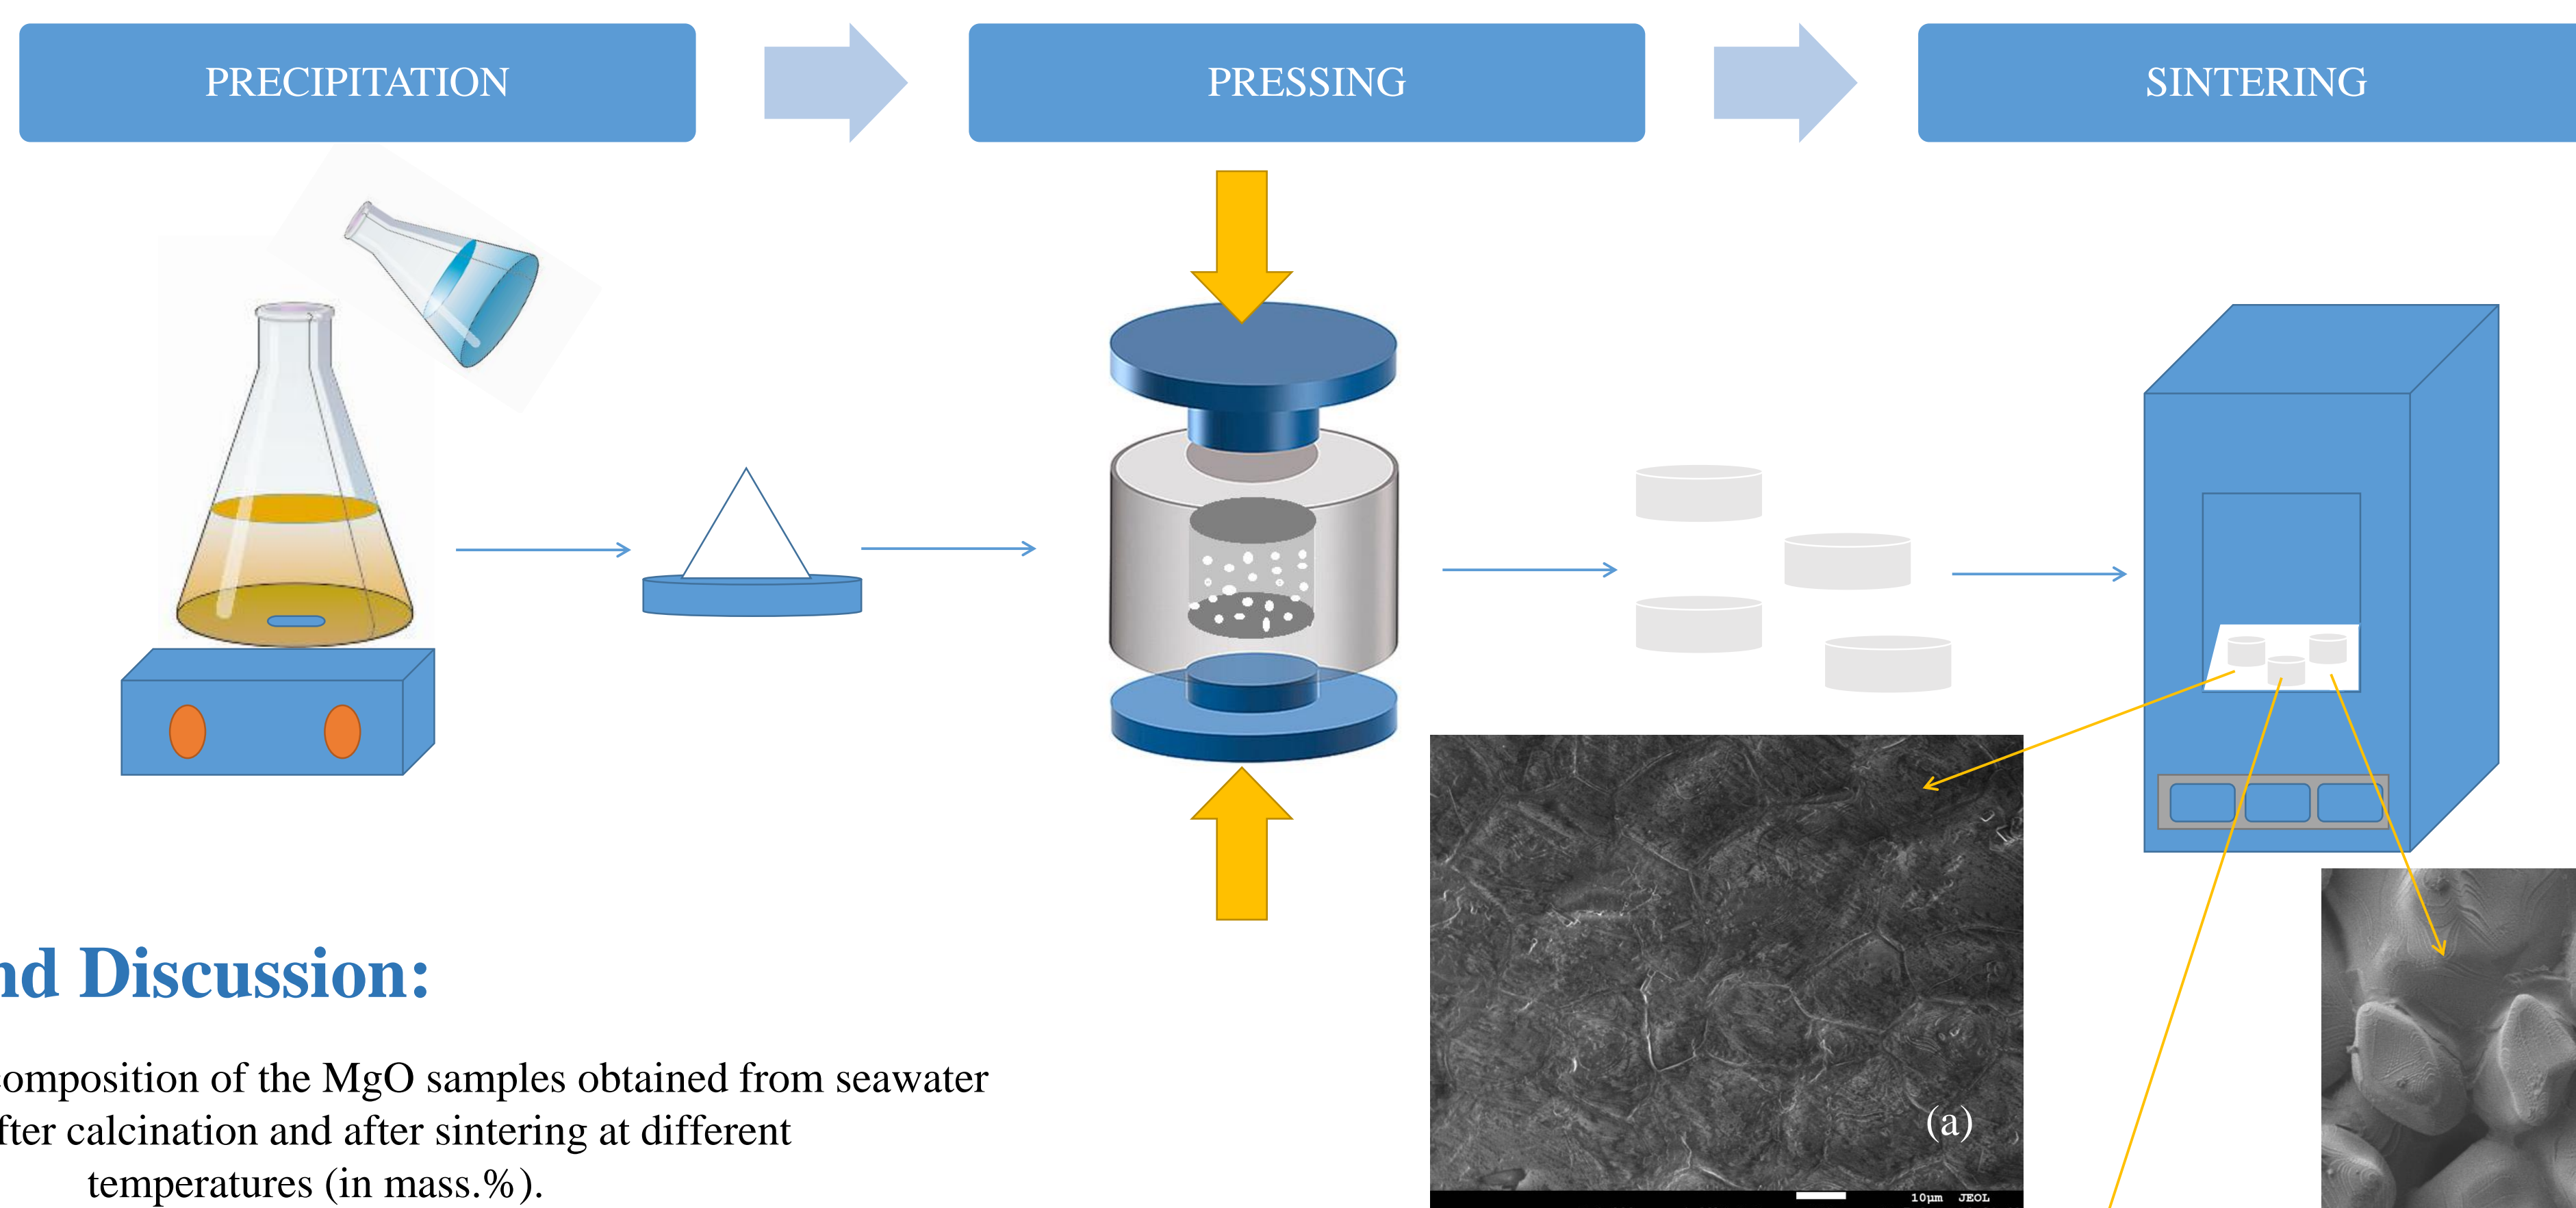 PRECIPITATION
PRESSING
SINTERING
nd Discussion:
omposition of the MgO samples obtained from seawater
fter calcination and after sintering at different
temperatures (in mass.%).
(a)
10µm JEOL